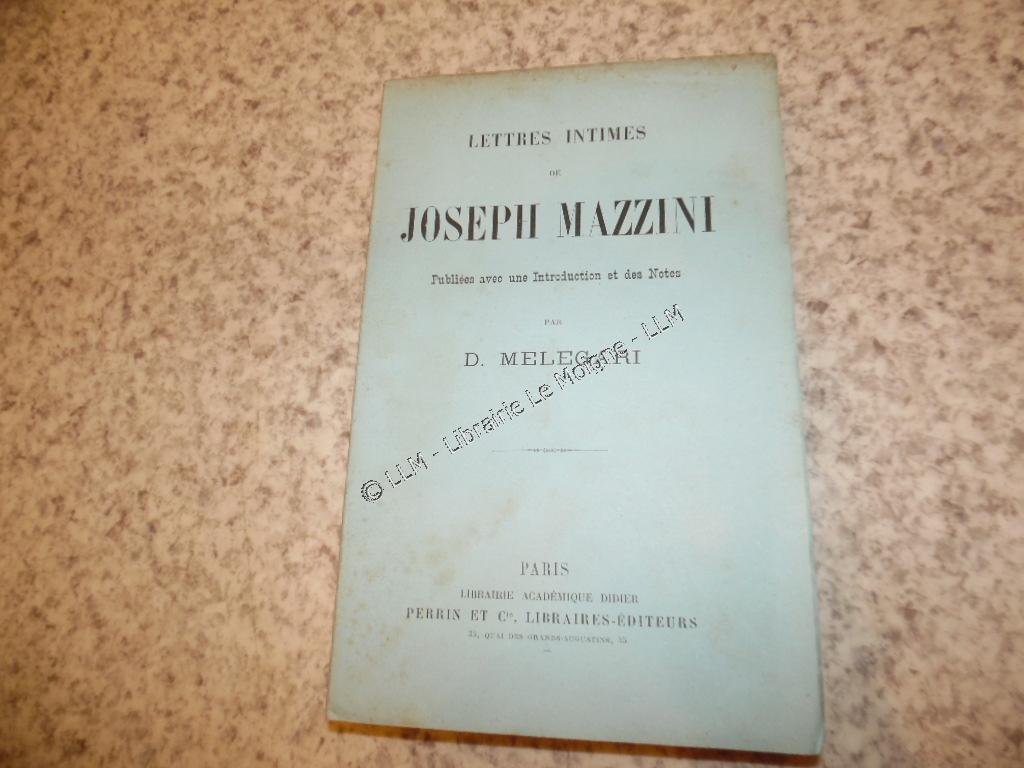 LETTRES INTIMES
DE
JOSEPH MAZZINI
Publiées avec une Introduction et des Notes
PAR
D. MELEGARI
© LLM - Librairie Le Moigne - LLM
PARIS
LIBRAIRIE ACADÉMIQUE DIDIER
PERRIN ET Cie, LIBRAIRES-ÉDITEURS
35, QUAI DES GRANDS-AUGUSTINS, 35